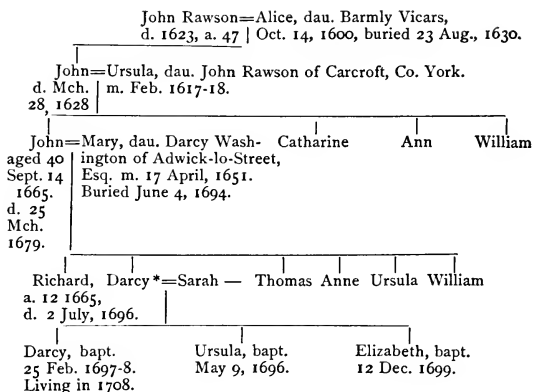 John Rawson=Alice, dau. Barmly Vicars,
d. 1623, a. 47 | Oct. 14, 1600, buried 23 Aug., 1630.
John=Ursula, dau. John Rawson of Carcroft, Co. York.
d. Mch. m. Feb. 1617-18.
28, 1628
John=Mary, dau. Darcy Wash- Catharine Ann William
aged 40 ington of Adwick-lo-Street,
Sept. 14 Esq. m. 17 April, 1651.
1665. Buried June 4, 1694.
d. 25
Mch.
1679.
Richard, Darcy*=Sarah — Thomas Anne Ursula William
a. 12 1665,
d. 2 July, 1696.
Darcy, bapt. Ursula, bapt. Elizabeth, bapt.
25 Feb. 1697-8. May 9, 1696. 12 Dec. 1699.
Living in 1708.